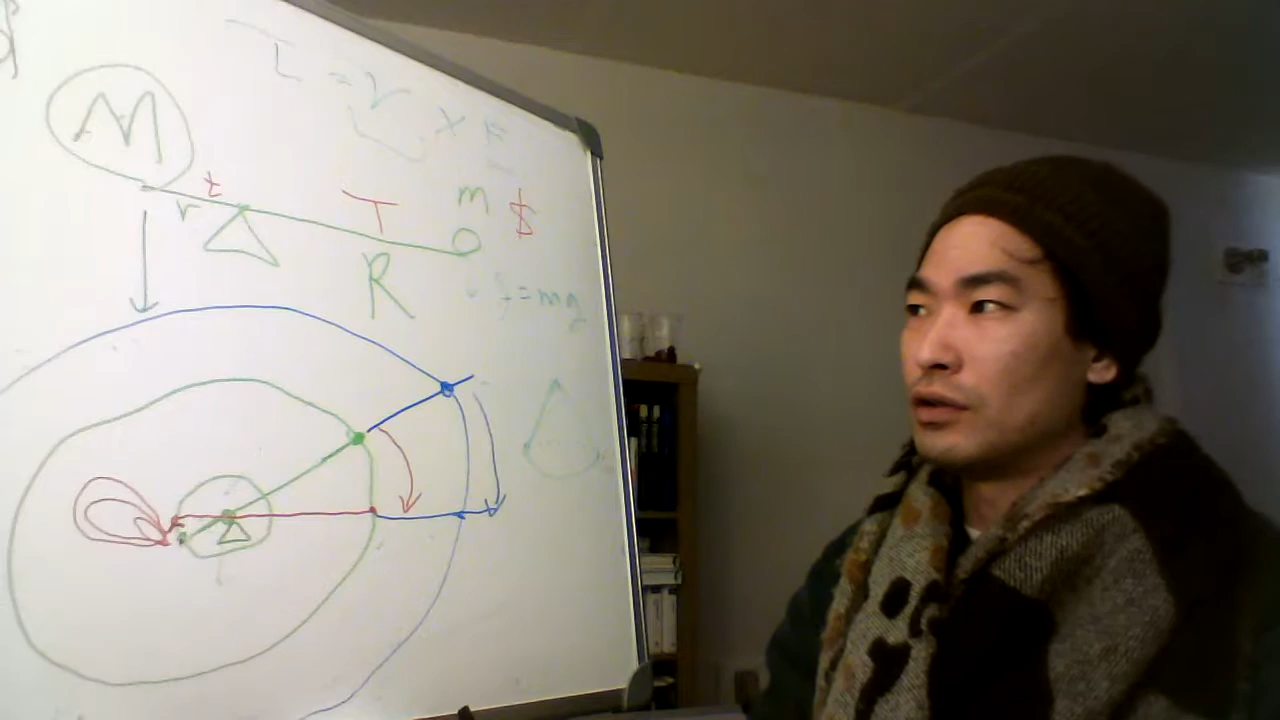 τ = r x F
M
t
r
T
m $
R
f = mg